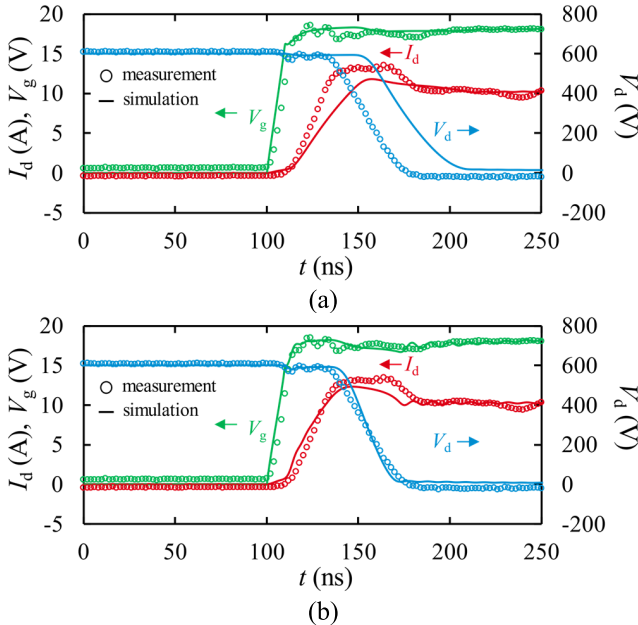 20
15
10
5
0
-5
800
600
400
200
0
-200
0
50
100
150
200
250
I_d (A), V_g (V)
V_d (V)
t (ns)
measurement
simulation
V_g
I_d
V_d
(a)
20
15
10
5
0
-5
800
600
400
200
0
-200
0
50
100
150
200
250
I_d (A), V_g (V)
V_d (V)
t (ns)
measurement
simulation
V_g
I_d
V_d
(b)